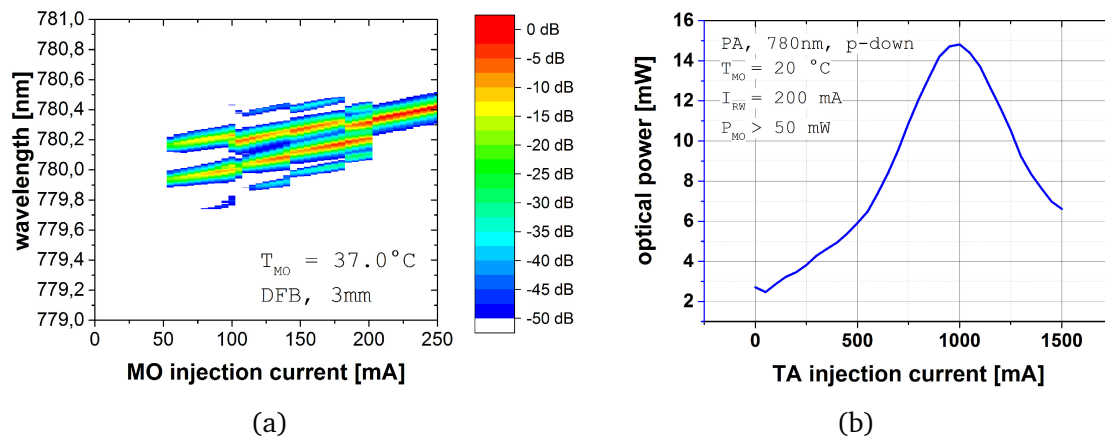 781,0
780,8
780,6
780,4
780,2
780,0
779,8
779,6
779,4
779,2
779,0
wavelength [nm]
T_MO = 37.0°C
DFB, 3mm
0 50 100 150 200 250
MO injection current [mA]
0 dB
-5 dB
-10 dB
-15 dB
-20 dB
-25 dB
-30 dB
-35 dB
-40 dB
-45 dB
-50 dB
(a)
16
14
12
10
8
6
4
2
optical power [mW]
PA, 780nm, p-down
T_MO = 20 °C
I_RW = 200 mA
P_MO > 50 mW
0 500 1000 1500
TA injection current [mA]
(b)